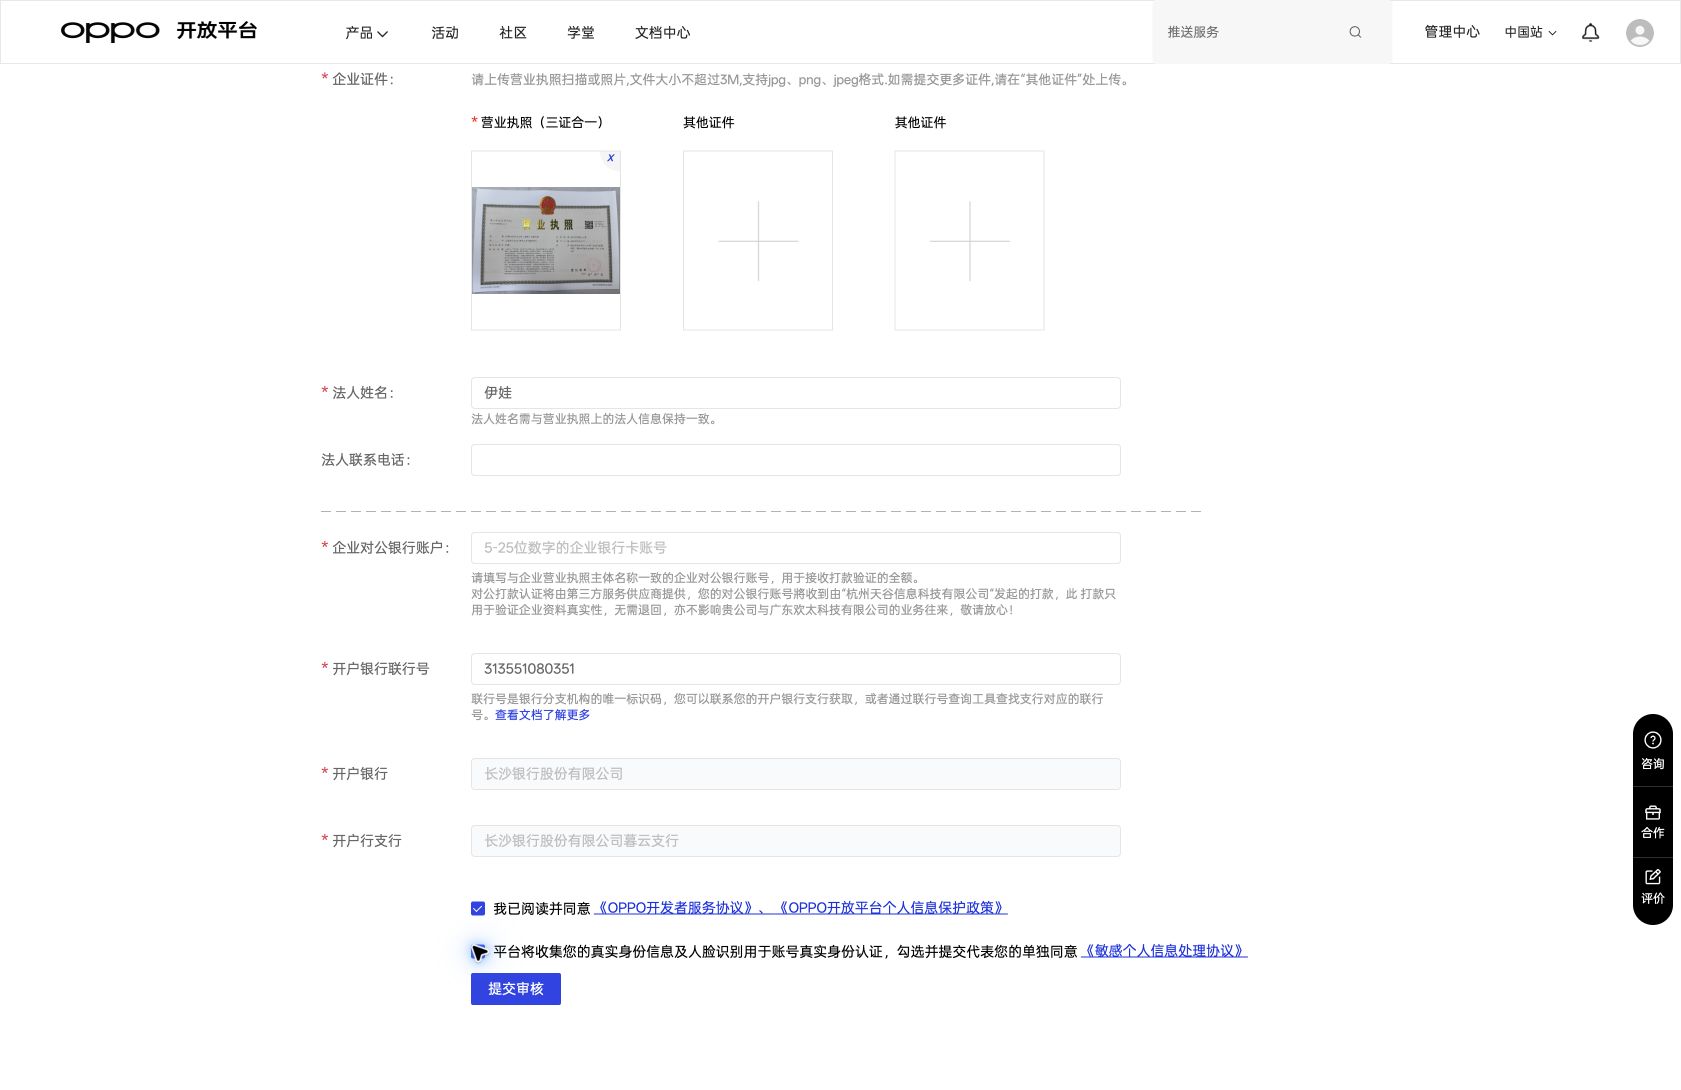 oppo 开放平台 产品 活动 社区 学堂 文档中心 推送服务 管理中心 中国站
* 企业证件： 请上传营业执照扫描或照片,文件大小不超过3M,支持jpg、png、jpeg格式.如需提交更多证件,请在“其他证件”处上传。
* 营业执照（三证合一） 其他证件 其他证件
x
营业执照
* 法人姓名： 伊娃
法人姓名需与营业执照上的法人信息保持一致。
法人联系电话：
* 企业对公银行账户： 5-25位数字的企业银行卡账号
请填写与企业营业执照主体名称一致的企业对公银行账号，用于接收打款验证的全额。
对公打款认证将由第三方服务供应商提供，您的对公银行账号将收到由“杭州天谷信息科技有限公司”发起的打款，此 打款只
用于验证企业资料真实性，无需退回，亦不影响贵公司与广东欢太科技有限公司的业务往来，敬请放心！
* 开户银行联行号 313551080351
联行号是银行分支机构的唯一标识码，您可以联系您的开户银行支行获取，或者通过联行号查询工具查找支行对应的联行
号。查看文档了解更多
* 开户银行 长沙银行股份有限公司
* 开户行支行 长沙银行股份有限公司暮云支行
我已阅读并同意 《OPPO开发者服务协议》、《OPPO开放平台个人信息保护政策》
平台将收集您的真实身份信息及人脸识别用于账号真实身份认证，勾选并提交代表您的单独同意 《敏感个人信息处理协议》
提交审核
咨询
合作
评价